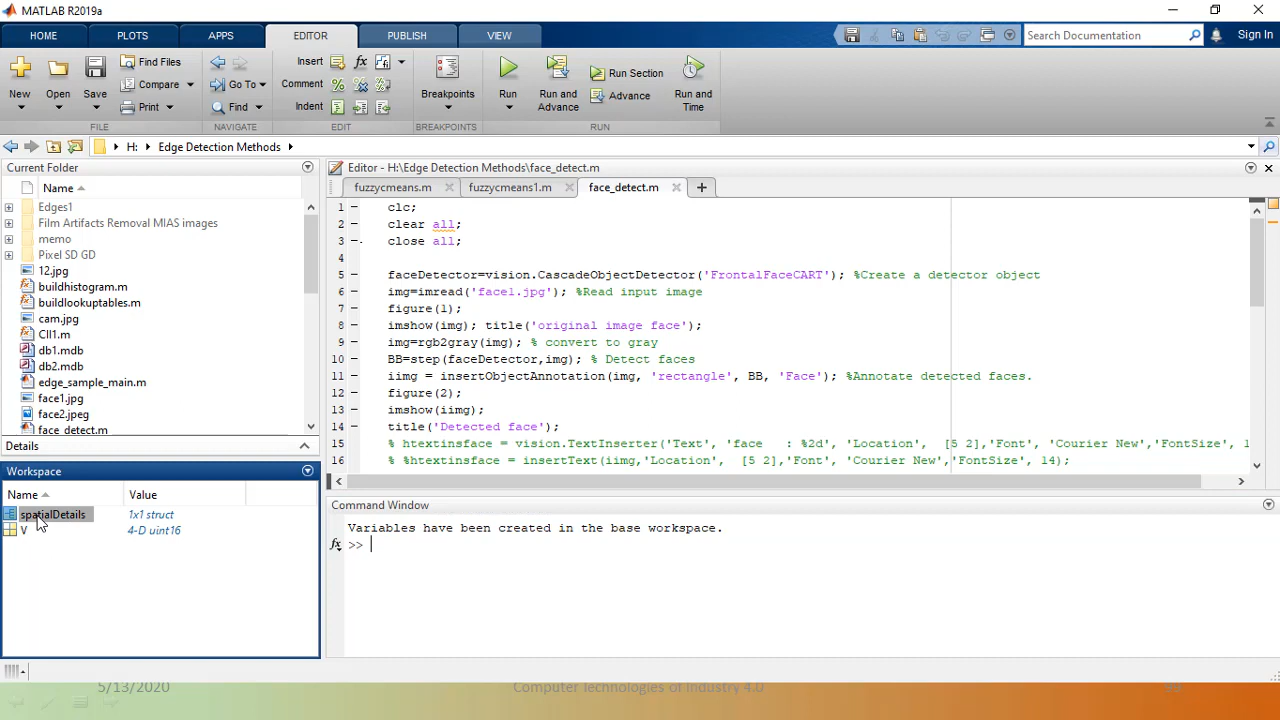 MATLAB R2019a
HOME PLOTS APPS EDITOR PUBLISH VIEW Search Documentation Sign In
Insert fx
Find Files Run Section
Compare Go To Comment
New Open Save Breakpoints Run Run and Advance Run and Time
Print Find Indent Advance
FILE NAVIGATE EDIT BREAKPOINTS RUN
H: Edge Detection Methods
Current Folder
Editor - H:\Edge Detection Methods\face_detect.m
Name
fuzzycmeans.m fuzzycmeans1.m face_detect.m
Edges1
Film Artifacts Removal MIAS images
memo
Pixel SD GD
12.jpg
buildhistogram.m
buildlookuptables.m
cam.jpg
Cll1.m
db1.mdb
db2.mdb
edge_sample_main.m
face1.jpg
face2.jpeg
face_detect.m
Details
1 clc;
2 clear all;
3 close all;
4
5 faceDetector=vision.CascadeObjectDetector('FrontalFaceCART'); %Create a detector object
6 img=imread('face1.jpg'); %Read input image
7 figure(1);
8 imshow(img); title('original image face');
9 img=rgb2gray(img); % convert to gray
10 BB=step(faceDetector,img); % Detect faces
11 iimg = insertObjectAnnotation(img, 'rectangle', BB, 'Face'); %Annotate detected faces.
12 figure(2);
13 imshow(iimg);
14 title('Detected face');
15 % htextinsface = vision.TextInserter('Text', 'face : %2d', 'Location', [5 2],'Font', 'Courier New','FontSize', 1
16 % %htextinsface = insertText(iimg,'Location', [5 2],'Font', 'Courier New','FontSize', 14);
Workspace
Name Value
spatialDetails 1x1 struct
V 4-D uint16
Command Window
Variables have been created in the base workspace.
fx >>
5/13/2020 Computer Technologies of Industry 4.0